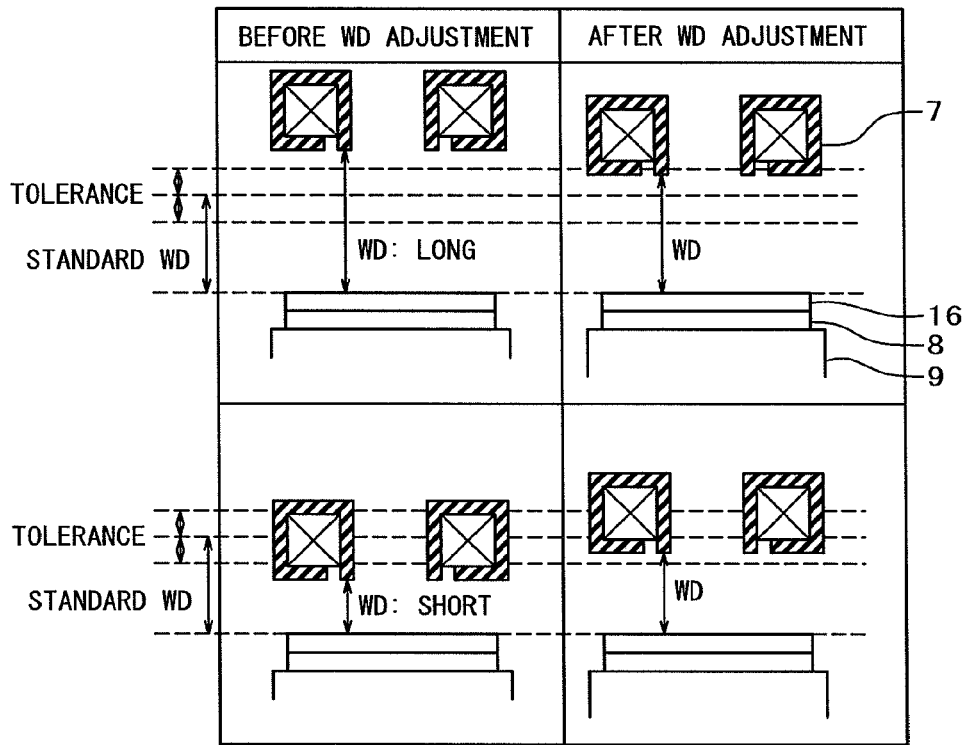 BEFORE WD ADJUSTMENT
AFTER WD ADJUSTMENT
7
TOLERANCE
STANDARD WD
WD: LONG
WD
16
8
9
TOLERANCE
STANDARD WD
WD: SHORT
WD